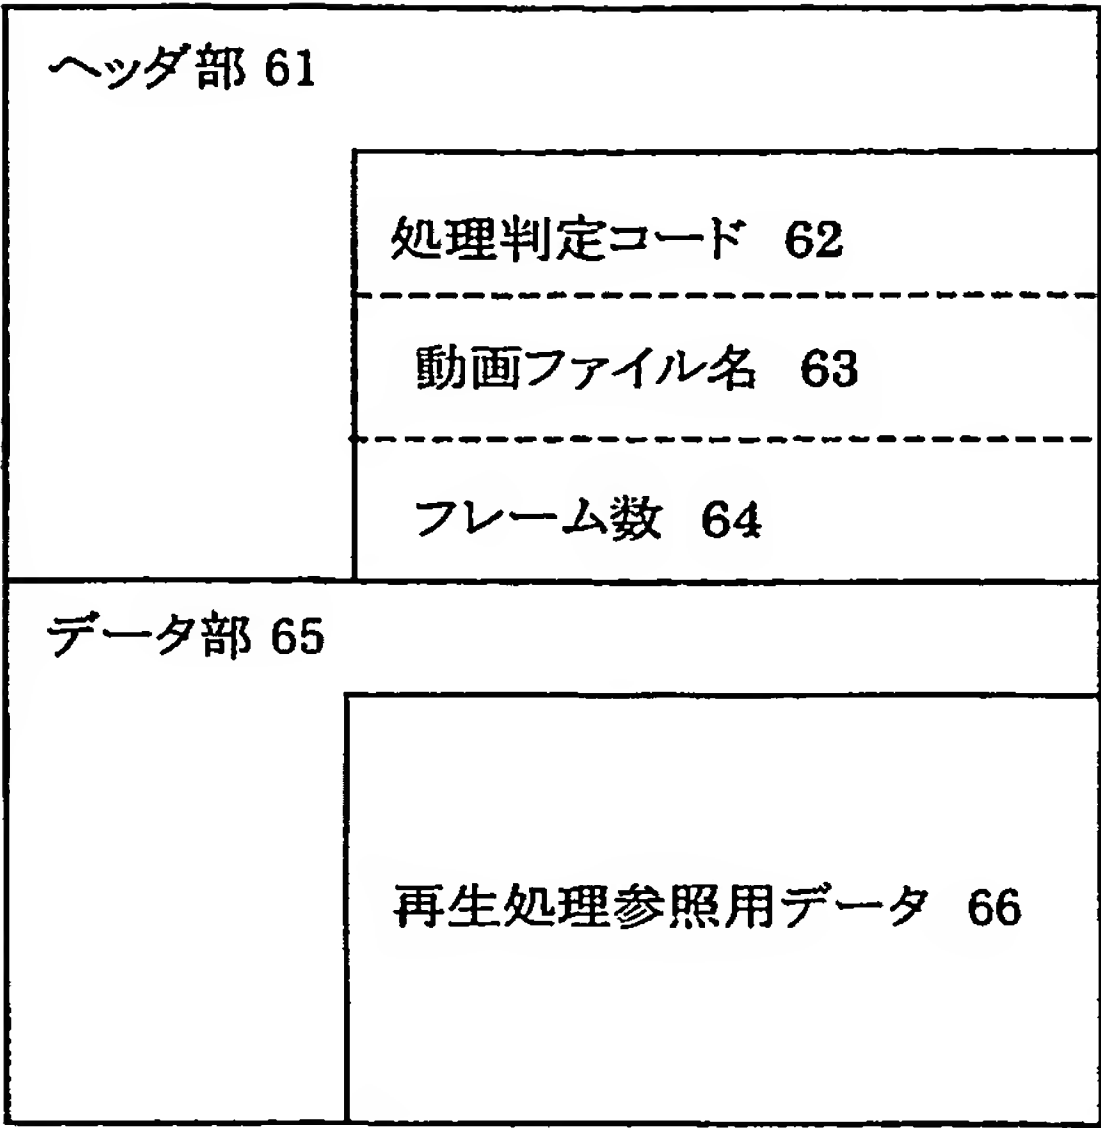 ヘッダ部 61
処理判定コード 62
動画ファイル名 63
フレーム数 64
データ部 65
再生処理参照用データ 66